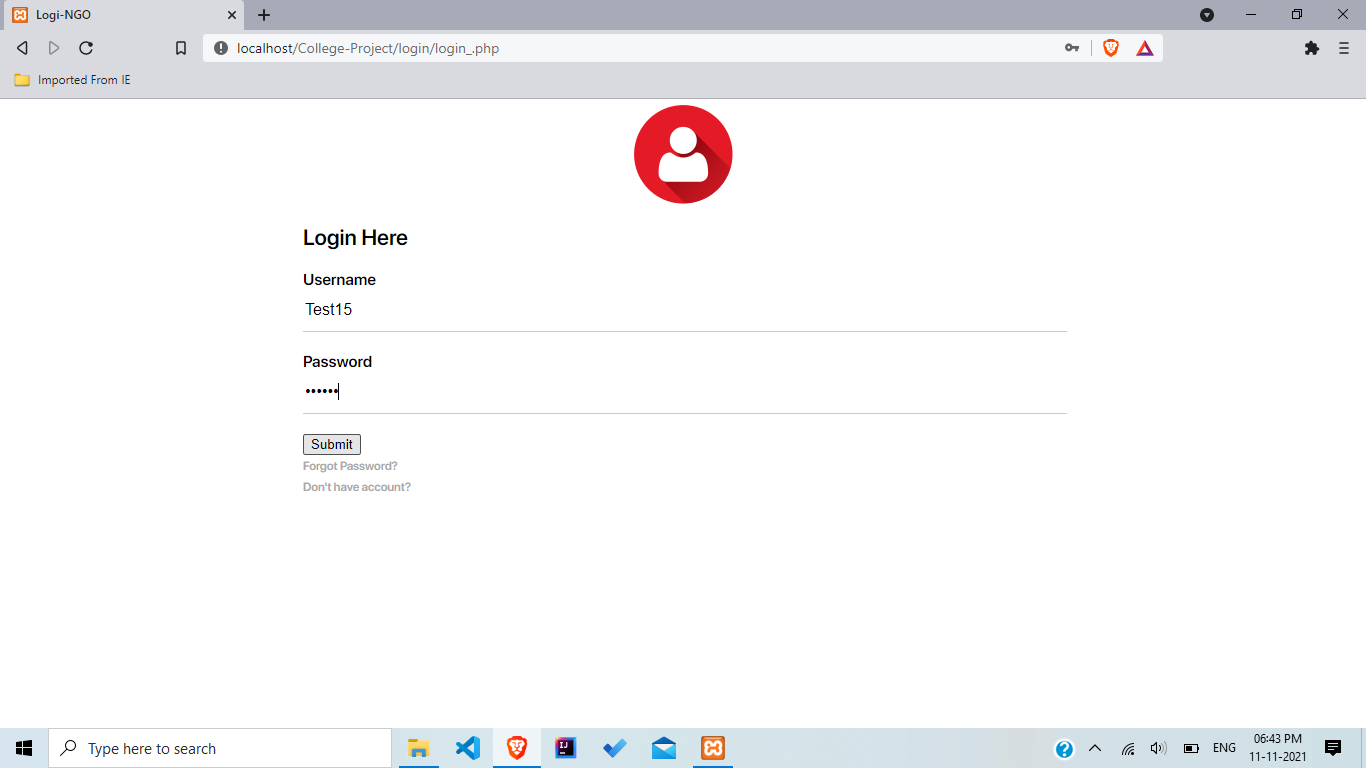 Logi-NGO
localhost/College-Project/login/login_.php
Imported From IE
Login Here
Username
Test15
Password
••••••
Submit
Forgot Password?
Don't have account?
Type here to search
IJ
ENG
06:43 PM
11-11-2021